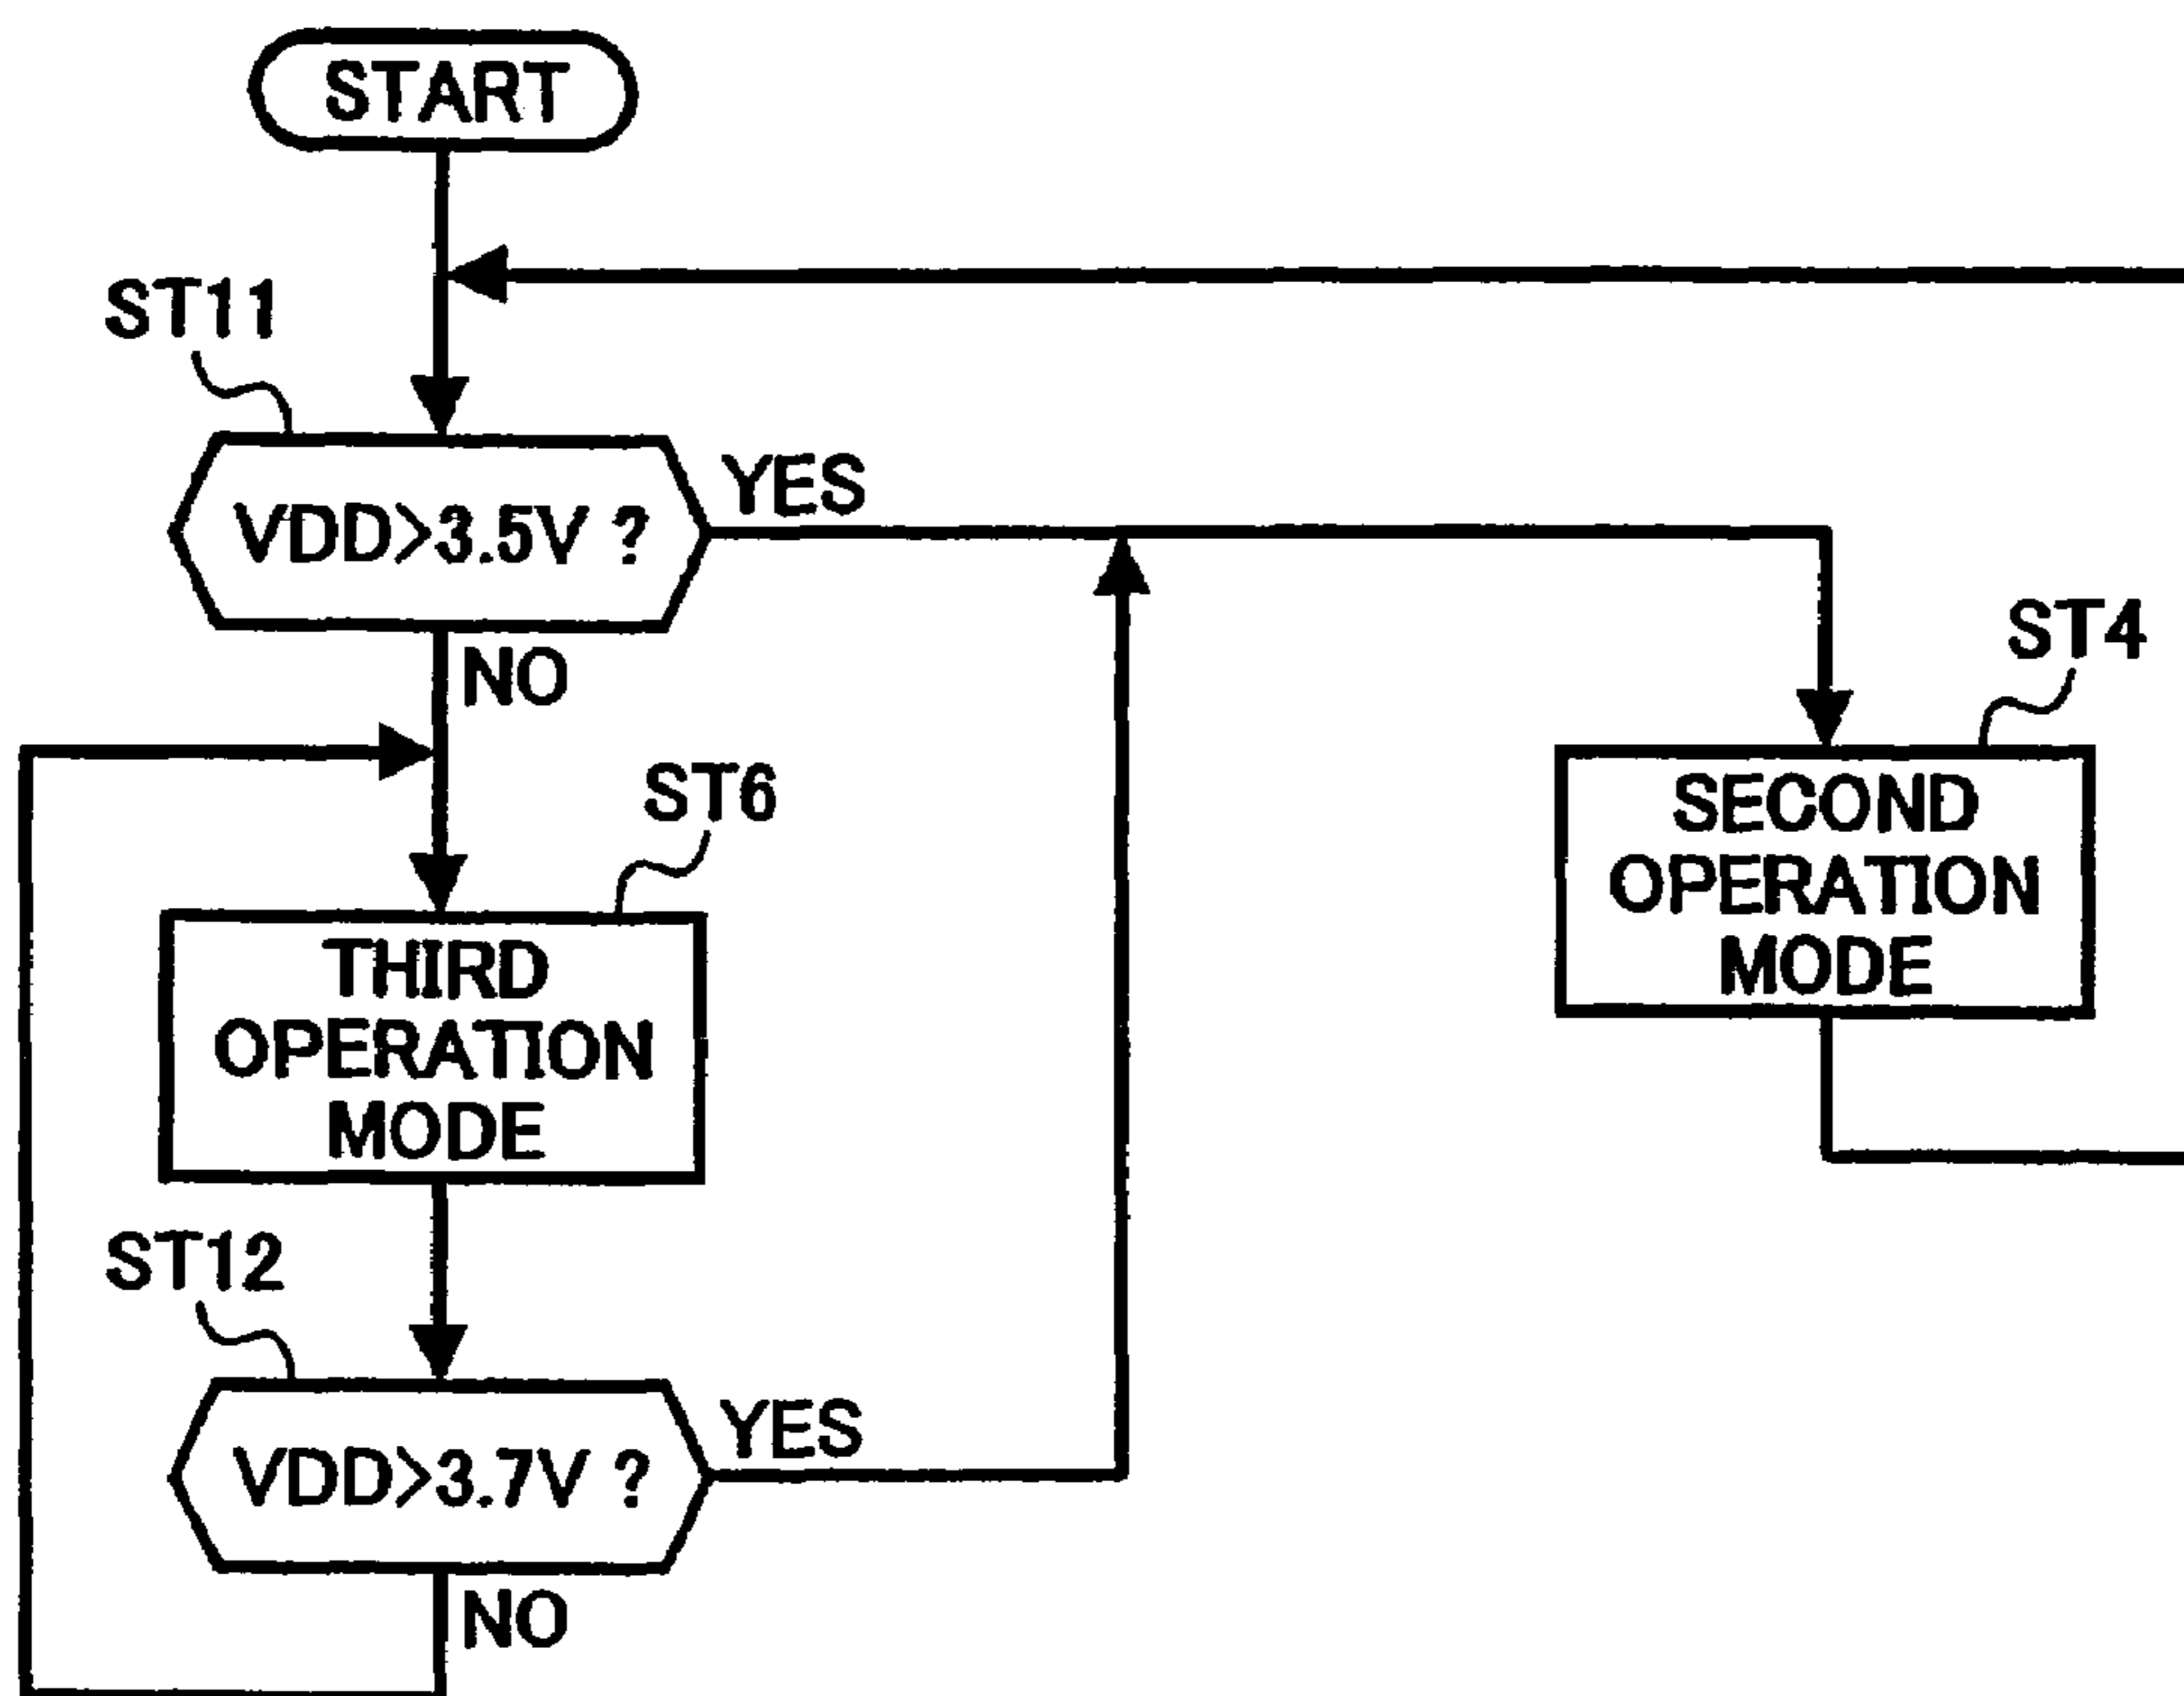 START
ST11
VDD>3.5V ?
YES
NO
ST4
SECOND
OPERATION
MODE
ST6
THIRD
OPERATION
MODE
ST12
VDD>3.7V ?
YES
NO